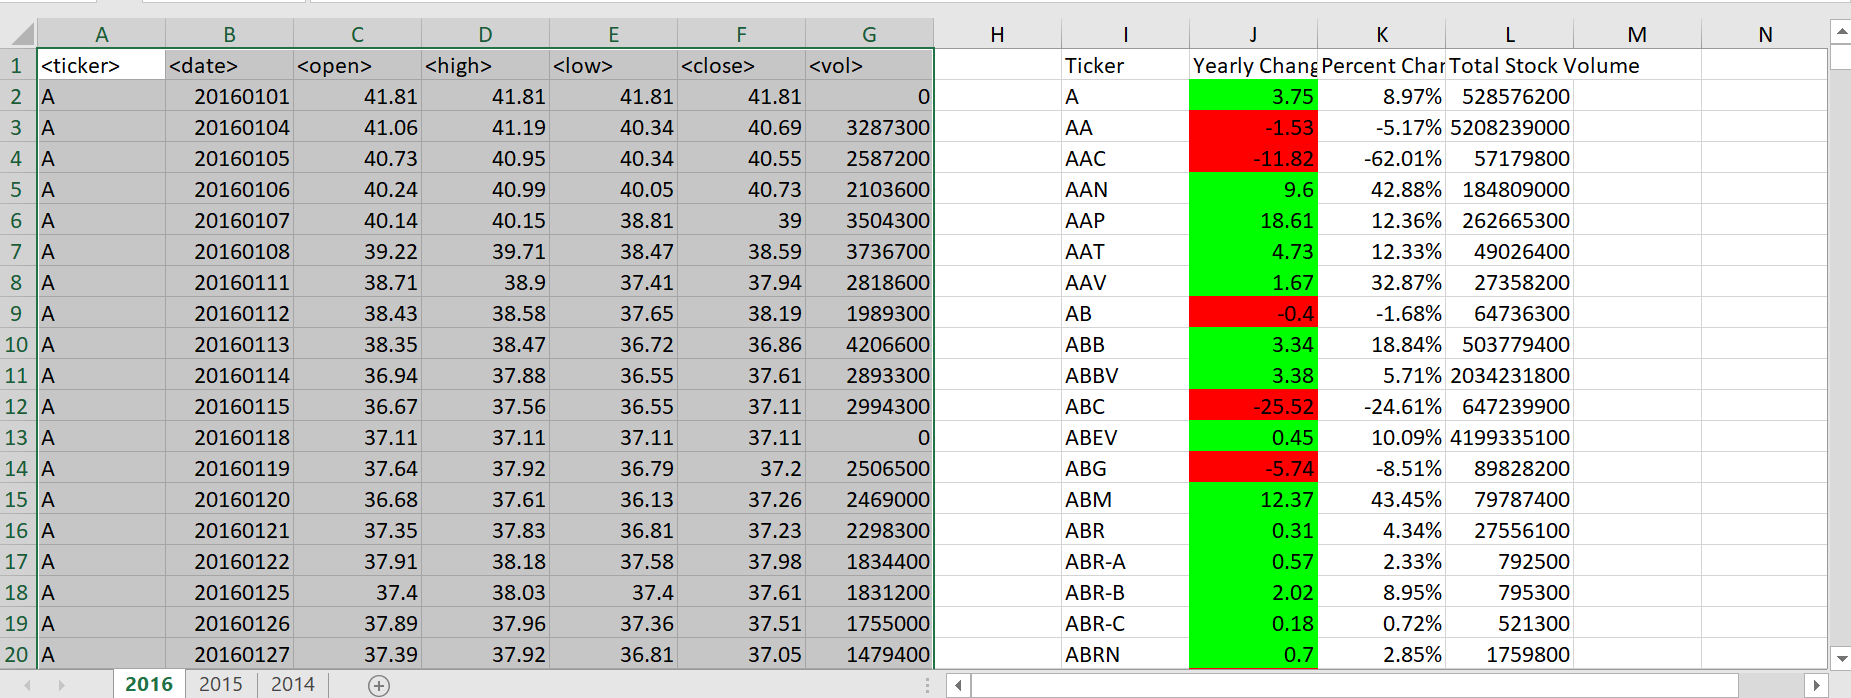 A B C D E F G H I J K L M N
1 <ticker> <date> <open> <high> <low> <close> <vol> Ticker Yearly Chang Percent Char Total Stock Volume
2 A 20160101 41.81 41.81 41.81 41.81 0 A 3.75 8.97% 528576200
3 A 20160104 41.06 41.19 40.34 40.69 3287300 AA -1.53 -5.17% 5208239000
4 A 20160105 40.73 40.95 40.34 40.55 2587200 AAC -11.82 -62.01% 57179800
5 A 20160106 40.24 40.99 40.05 40.73 2103600 AAN 9.6 42.88% 184809000
6 A 20160107 40.14 40.15 38.81 39 3504300 AAP 18.61 12.36% 262665300
7 A 20160108 39.22 39.71 38.47 38.59 3736700 AAT 4.73 12.33% 49026400
8 A 20160111 38.71 38.9 37.41 37.94 2818600 AAV 1.67 32.87% 27358200
9 A 20160112 38.43 38.58 37.65 38.19 1989300 AB -0.4 -1.68% 64736300
10 A 20160113 38.35 38.47 36.72 36.86 4206600 ABB 3.34 18.84% 503779400
11 A 20160114 36.94 37.88 36.55 37.61 2893300 ABBV 3.38 5.71% 2034231800
12 A 20160115 36.67 37.56 36.55 37.11 2994300 ABC -25.52 -24.61% 647239900
13 A 20160118 37.11 37.11 37.11 37.11 0 ABEV 0.45 10.09% 4199335100
14 A 20160119 37.64 37.92 36.79 37.2 2506500 ABG -5.74 -8.51% 89828200
15 A 20160120 36.68 37.61 36.13 37.26 2469000 ABM 12.37 43.45% 79787400
16 A 20160121 37.35 37.83 36.81 37.23 2298300 ABR 0.31 4.34% 27556100
17 A 20160122 37.91 38.18 37.58 37.98 1834400 ABR-A 0.57 2.33% 792500
18 A 20160125 37.4 38.03 37.4 37.61 1831200 ABR-B 2.02 8.95% 795300
19 A 20160126 37.89 37.96 37.36 37.51 1755000 ABR-C 0.18 0.72% 521300
20 A 20160127 37.39 37.92 36.81 37.05 1479400 ABRN 0.7 2.85% 1759800
2016 2015 2014